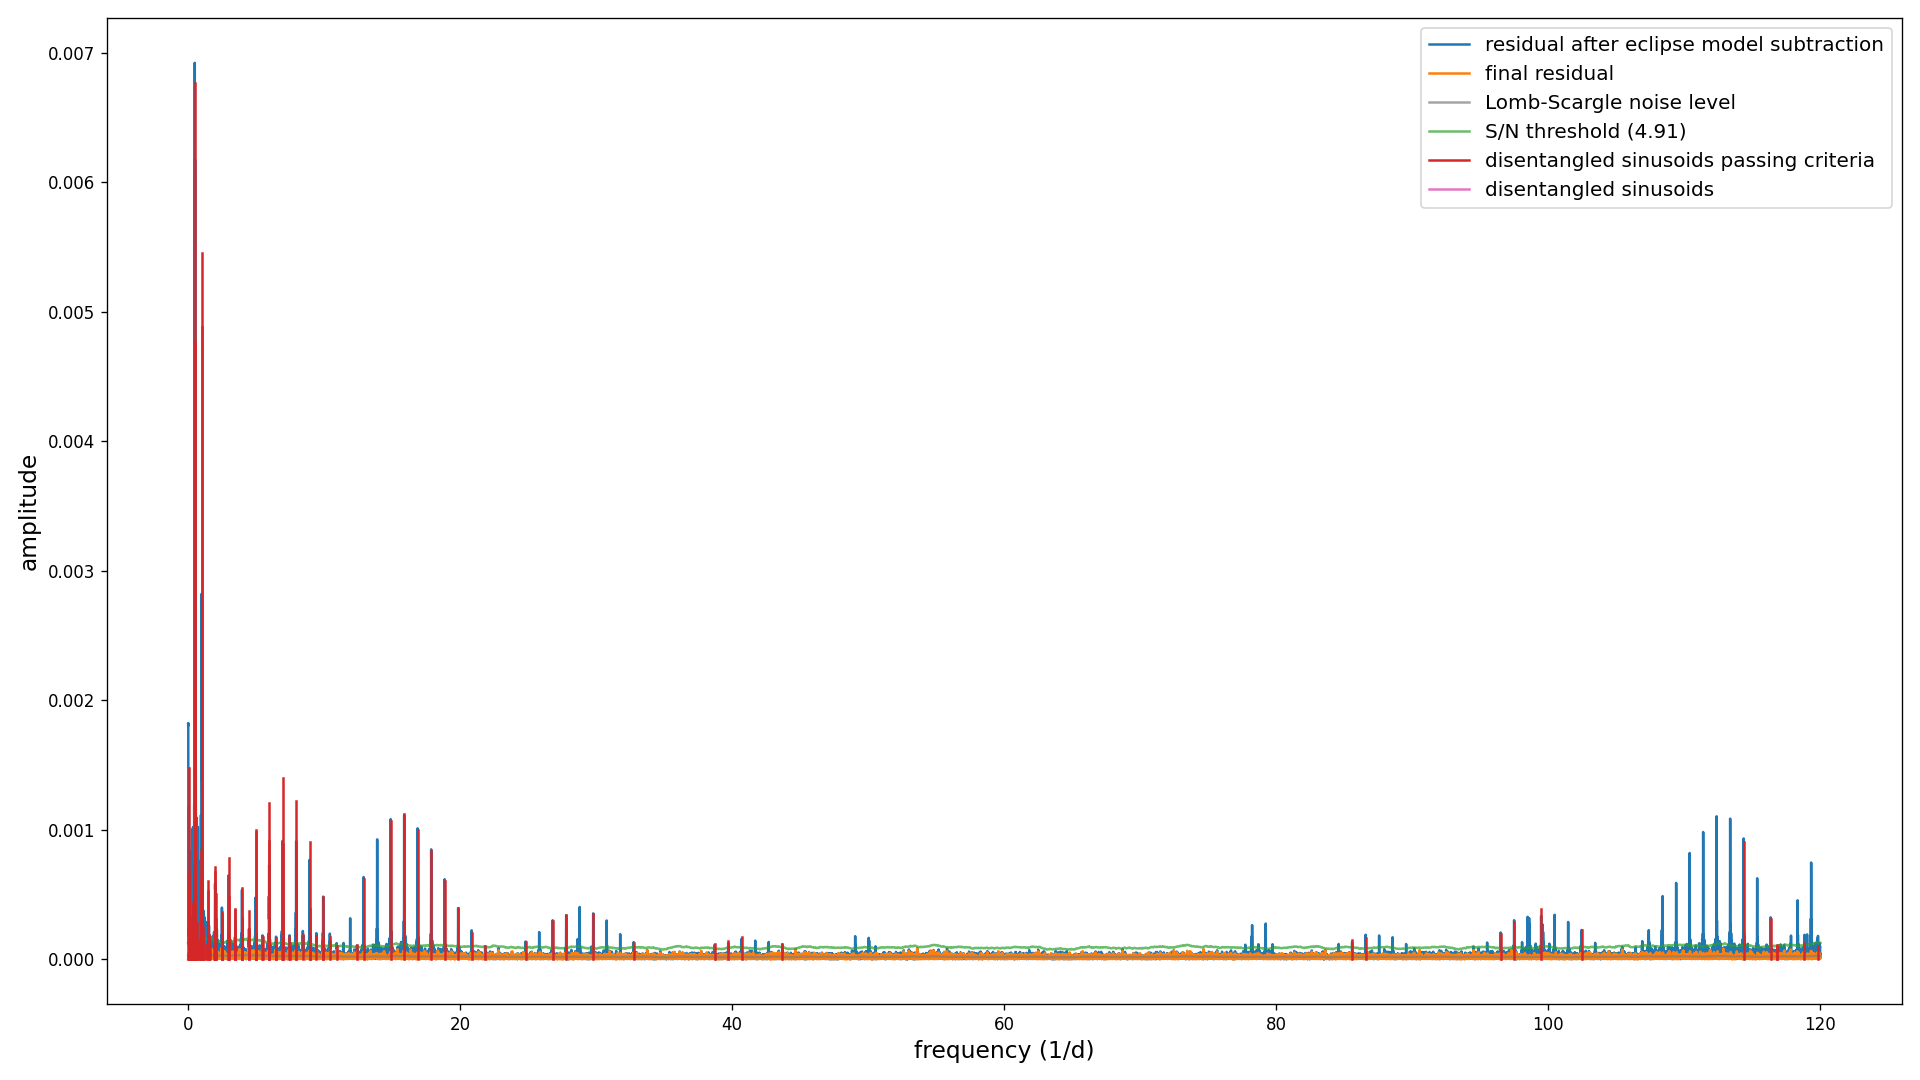 residual after eclipse model subtraction
final residual
Lomb-Scargle noise level
S/N threshold (4.91)
disentangled sinusoids passing criteria
disentangled sinusoids
0.007
0.006
0.005
0.004
0.003
0.002
0.001
0.000
amplitude
0 20 40 60 80 100 120
frequency (1/d)